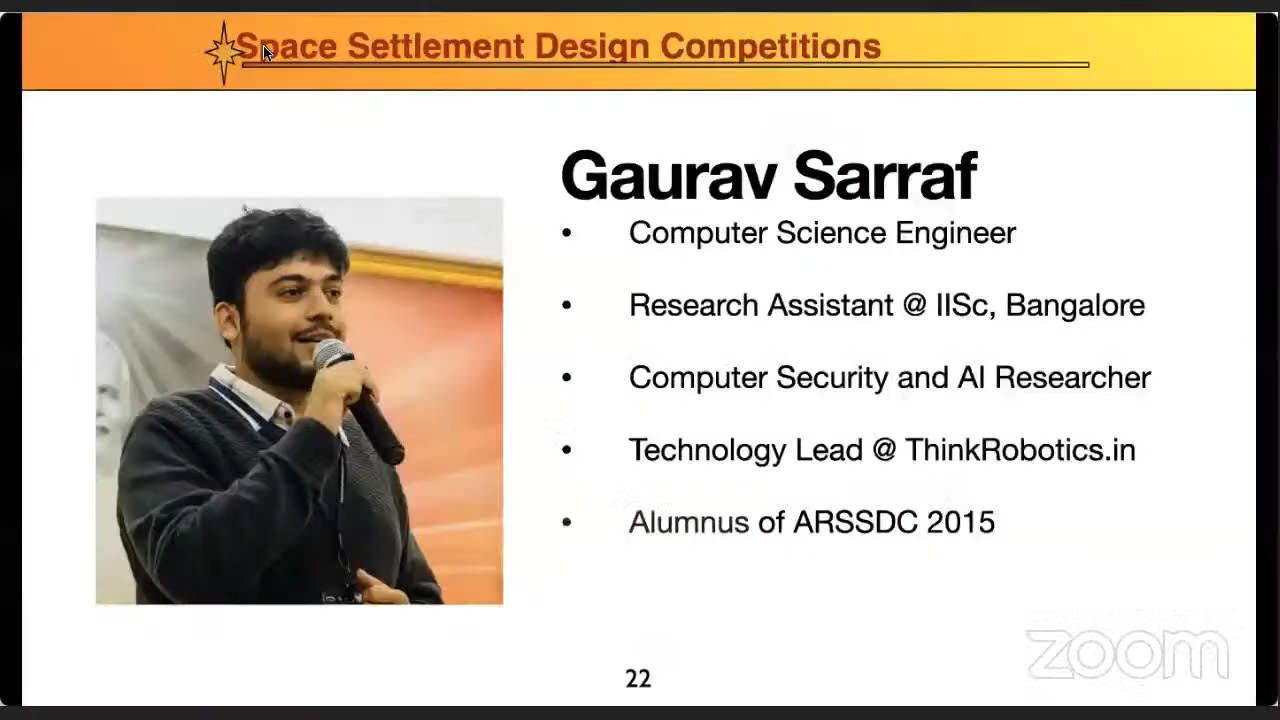 Space Settlement Design Competitions
Gaurav Sarraf
• Computer Science Engineer
• Research Assistant @ IISc, Bangalore
• Computer Security and AI Researcher
• Technology Lead @ ThinkRobotics.in
• Alumnus of ARSSDC 2015
zoom
22